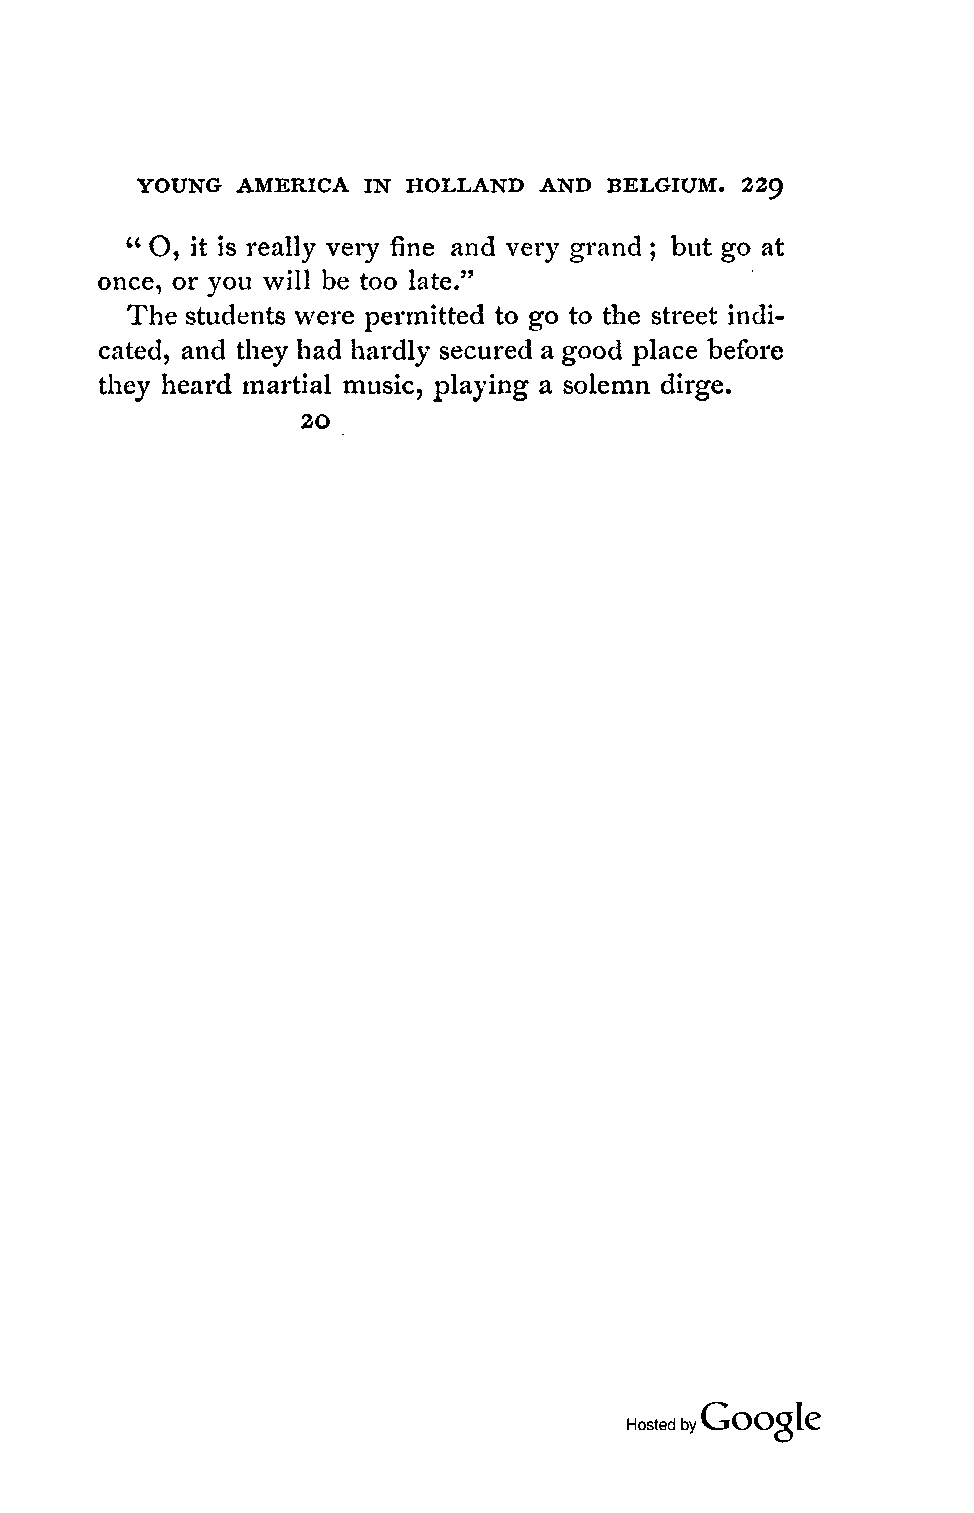 YOUNG AMERICA IN HOLLAND AND BELGIUM. 229
“ O, it is really very fine and very grand ; but go at
once, or you will be too late.”
The students were permitted to go to the street indi-
cated, and they had hardly secured a good place before
they heard martial music, playing a solemn dirge.
20
Hosted by Google